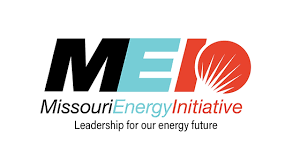 MEI
MissouriEnergyInitiative
Leadership for our energy future